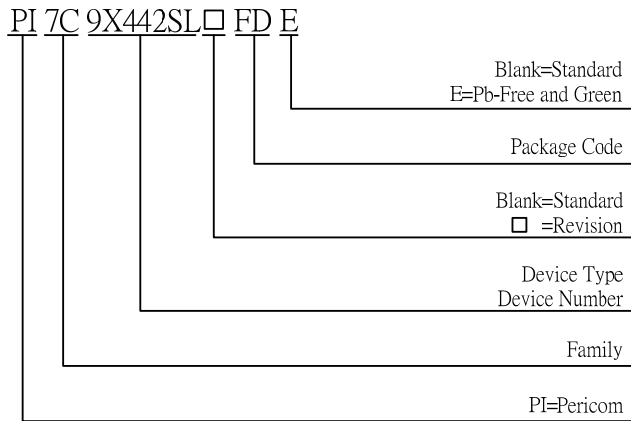 PI 7C 9X442SL□ FD E
Blank=Standard
E=Pb-Free and Green
Package Code
Blank=Standard
□ =Revision
Device Type
Device Number
Family
PI=Pericom